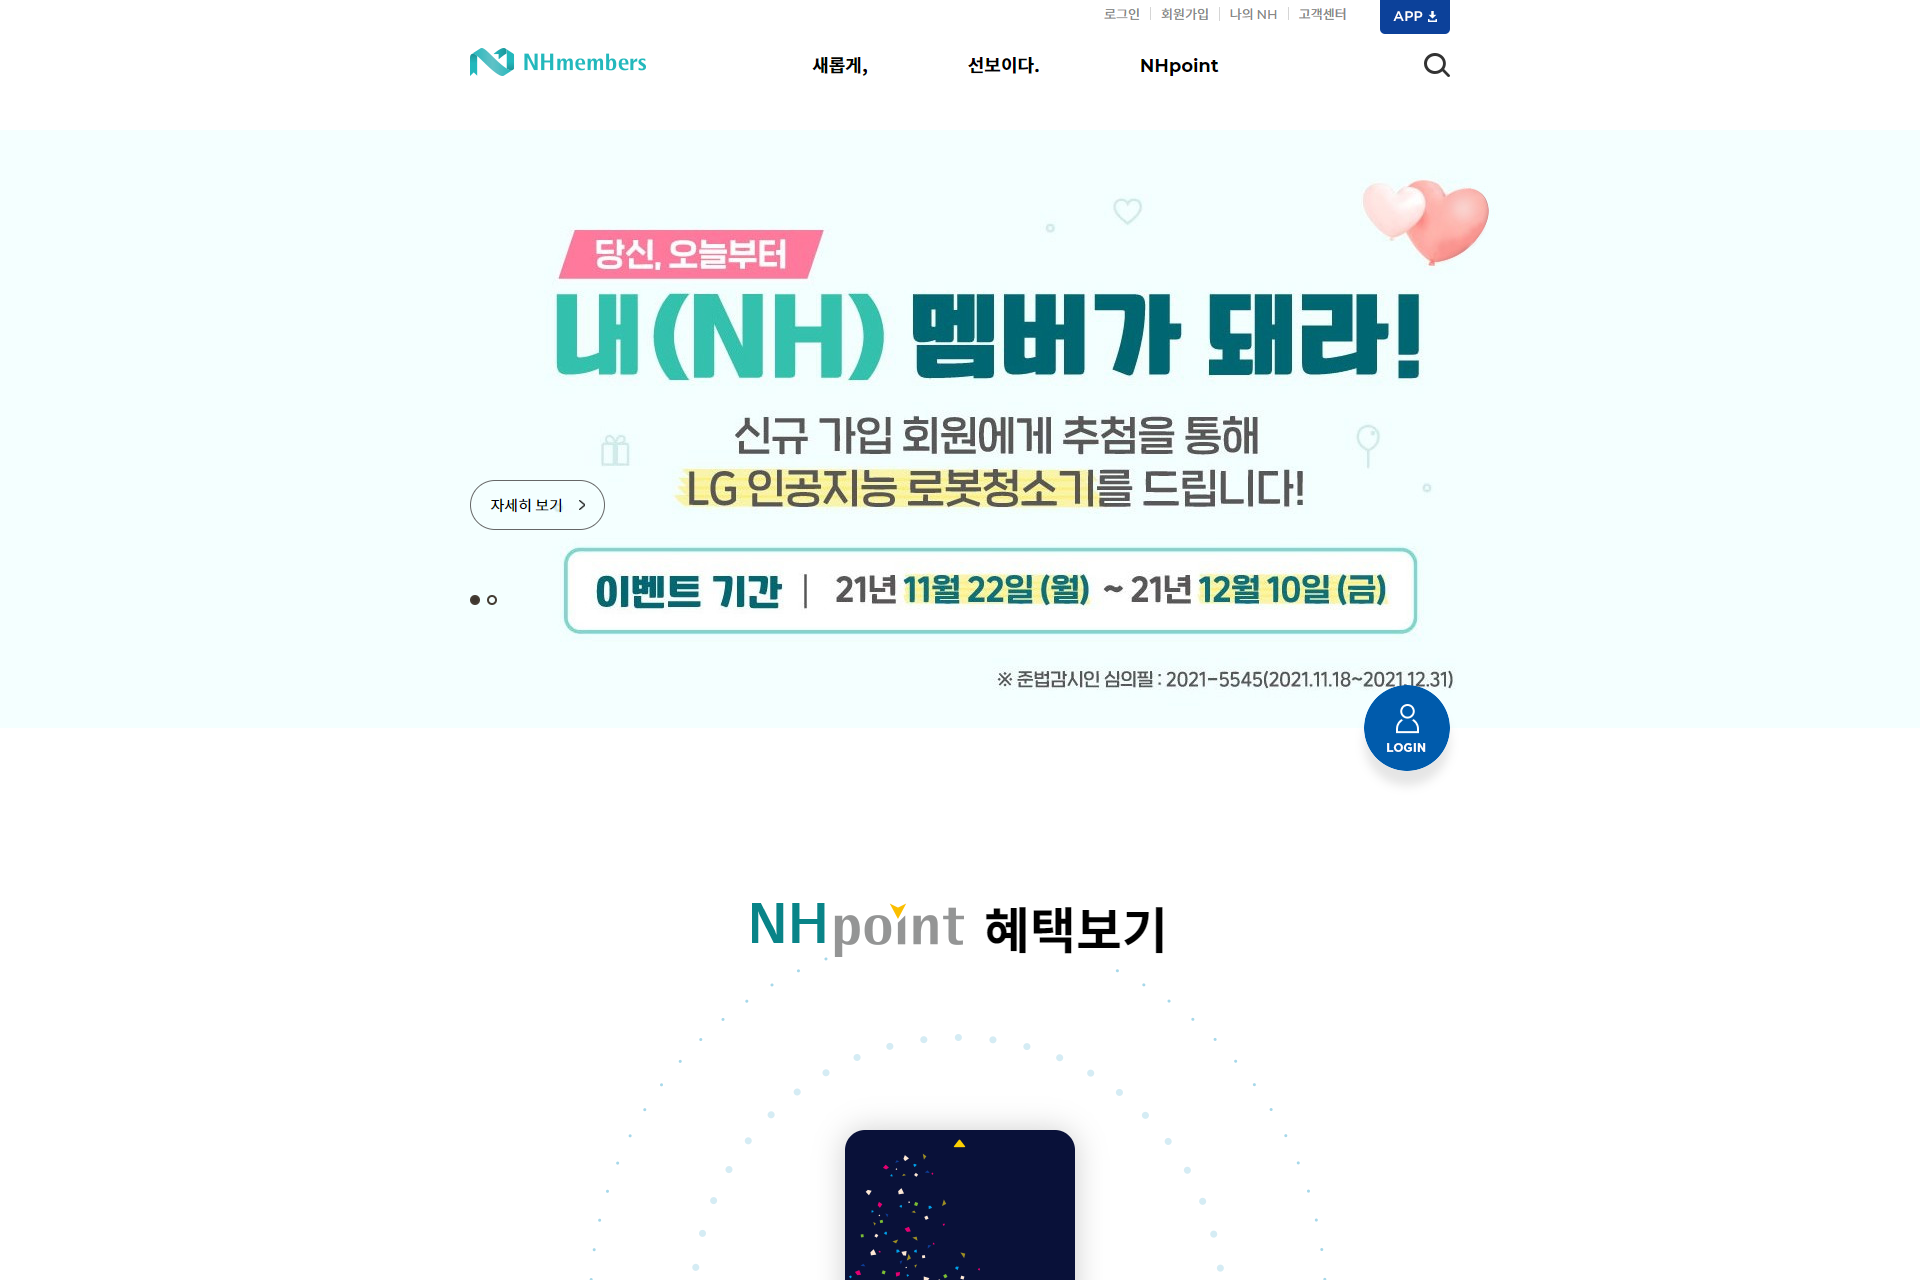 로그인
회원가입
나의 NH
고객센터
APP
NHmembers
새롭게,
선보이다.
NHpoint
당신, 오늘부터
내(NH) 멤버가 돼라!
신규 가입 회원에게 추첨을 통해
LG 인공지능 로봇청소기를 드립니다!
자세히 보기
이벤트 기간 | 21년 11월 22일 (월) ~ 21년 12월 10일 (금)
※ 준법감시인 심의필 : 2021-5545(2021.11.18~2021.12.31)
LOGIN
NHpoint 혜택보기